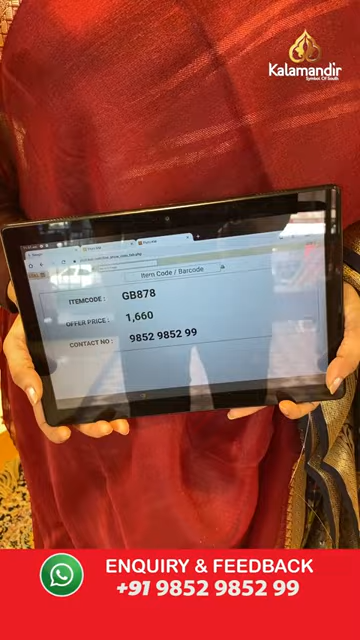 Kalamandir
Symbol Of South
Item Code / Barcode
ITEMCODE : GB878
OFFER PRICE : 1,660
CONTACT NO : 9852 9852 99
ENQUIRY & FEEDBACK
+91 9852 9852 99